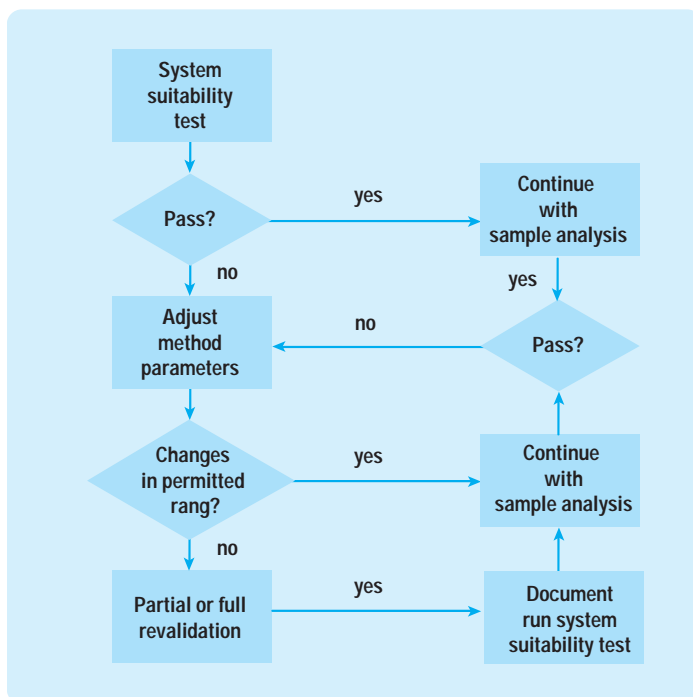 System
suitability
test
Pass?
yes
Continue
with
sample analysis
no
yes
Adjust
method
parameters
no
Pass?
Changes
in permitted
rang?
yes
Continue
with
sample analysis
no
Partial or full
revalidation
yes
Document
run system
suitability test